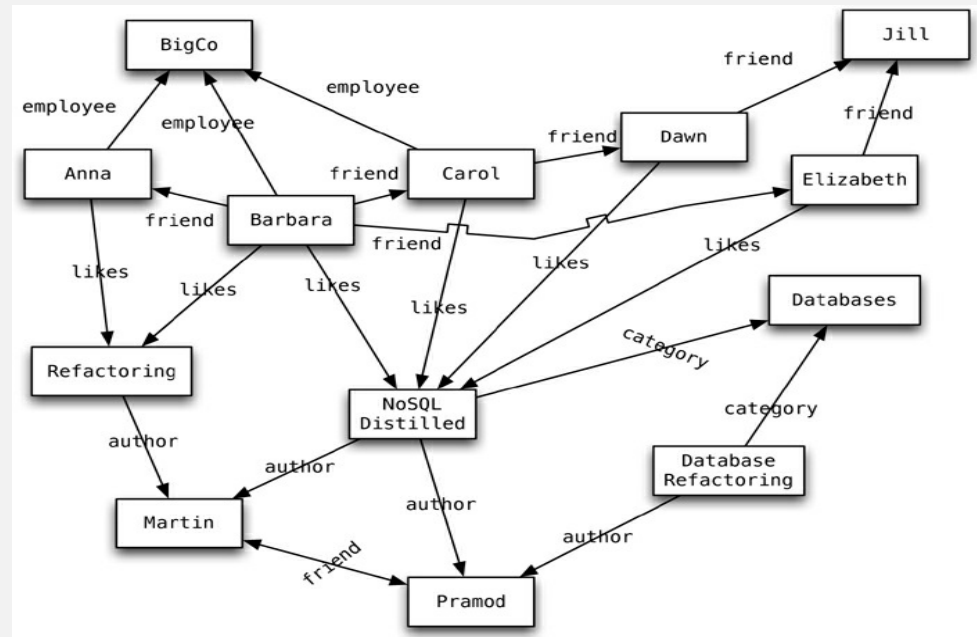 BigCo
Jill
friend
employee
employee
employee
friend
Dawn
friend
Anna
friend
Carol
Elizabeth
friend
Barbara
friend
likes
likes
likes
likes
likes
likes
Databases
category
Refactoring
NoSQL
Distilled
category
author
author
Database
Refactoring
author
Martin
author
friend
Pramod